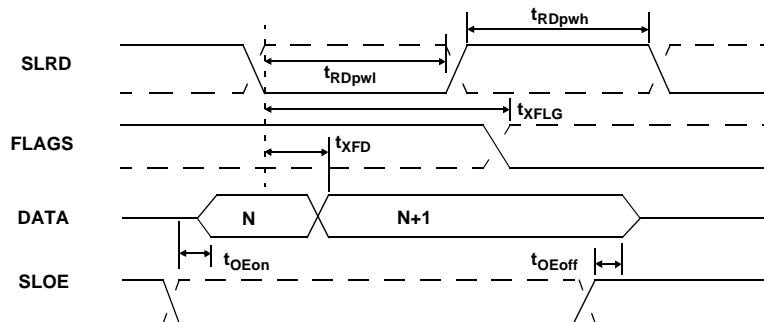 t_RDpwh
SLRD
t_RDpwl
t_XFLG
FLAGS
t_XFD
DATA
N
N+1
t_OEon
t_OEoff
SLOE